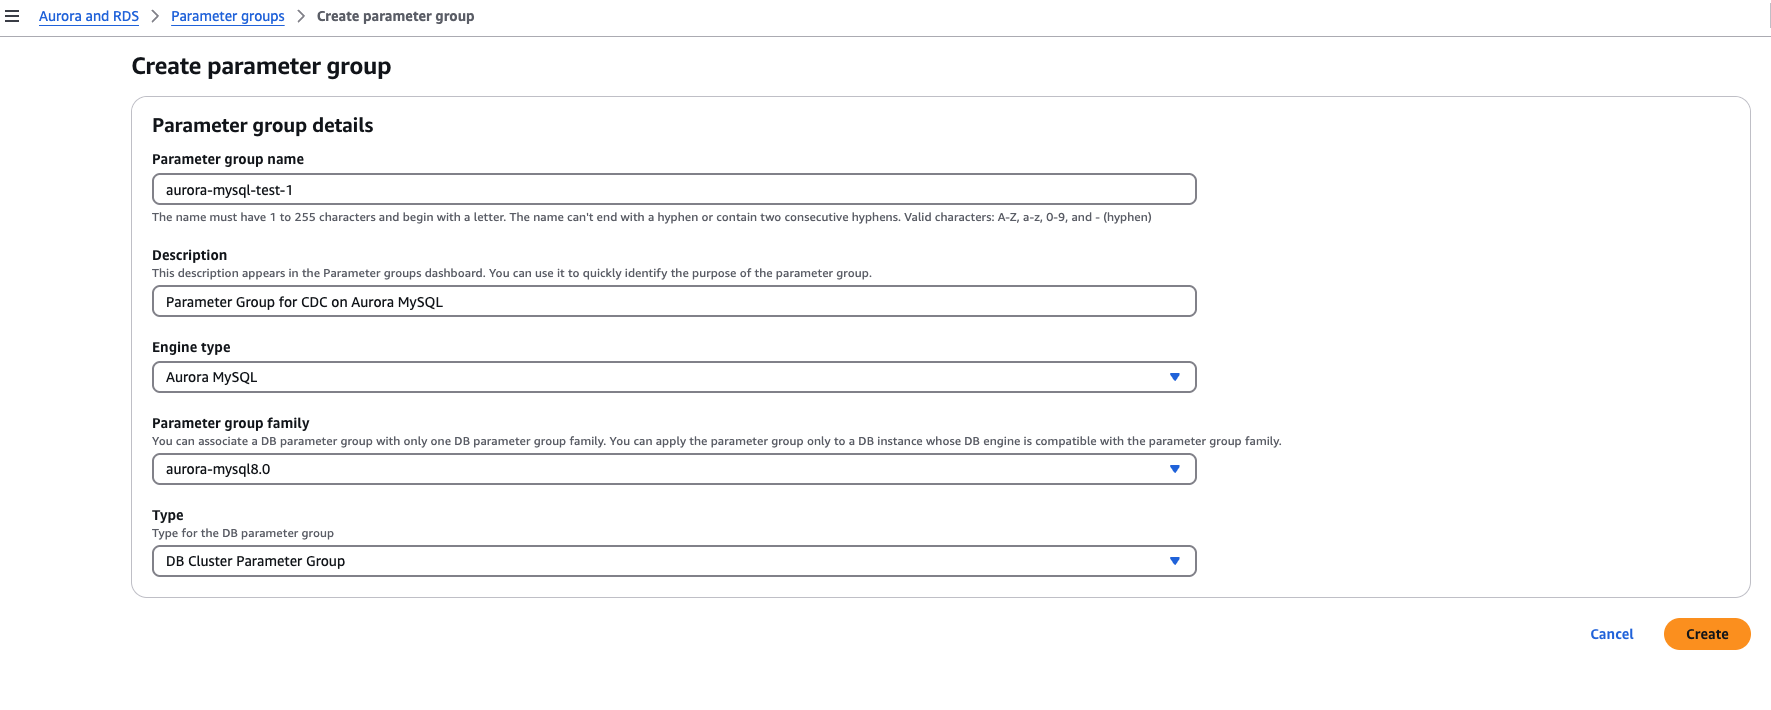 Aurora and RDS > Parameter groups > Create parameter group
Create parameter group
Parameter group details
Parameter group name
aurora-mysql-test-1
The name must have 1 to 255 characters and begin with a letter. The name can't end with a hyphen or contain two consecutive hyphens. Valid characters: A-Z, a-z, 0-9, and - (hyphen)
Description
This description appears in the Parameter groups dashboard. You can use it to quickly identify the purpose of the parameter group.
Parameter Group for CDC on Aurora MySQL
Engine type
Aurora MySQL
Parameter group family
You can associate a DB parameter group with only one DB parameter group family. You can apply the parameter group only to a DB instance whose DB engine is compatible with the parameter group family.
aurora-mysql8.0
Type
Type for the DB parameter group
DB Cluster Parameter Group
Cancel Create